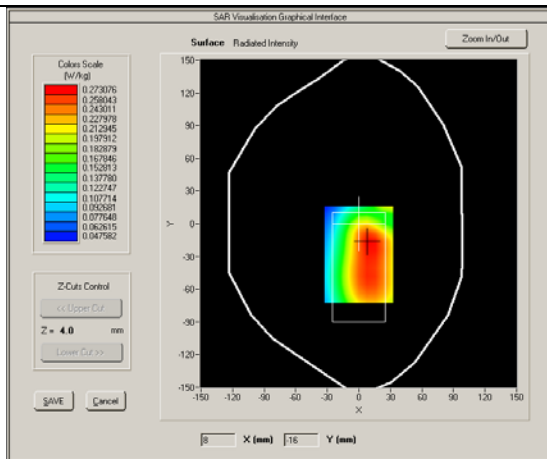 SAR Visualisation Graphical Interface
Surface Radiated Intensity
Zoom In/Out
Colors Scale
(W/kg)
0.273076
0.258043
0.243011
0.227978
0.212945
0.197912
0.182879
0.167846
0.152813
0.137780
0.122747
0.107714
0.092681
0.077648
0.062615
0.047582
Z-Cuts Control
<< Upper Cut
Z = 4.0 mm
Lower Cut >>
SAVE Cancel
150
120
90
60
30
0
-30
-60
-90
-120
-150
Y
-150 -120 -90 -60 -30 0 30 60 90 120 150
X
8 X (mm) -16 Y (mm)